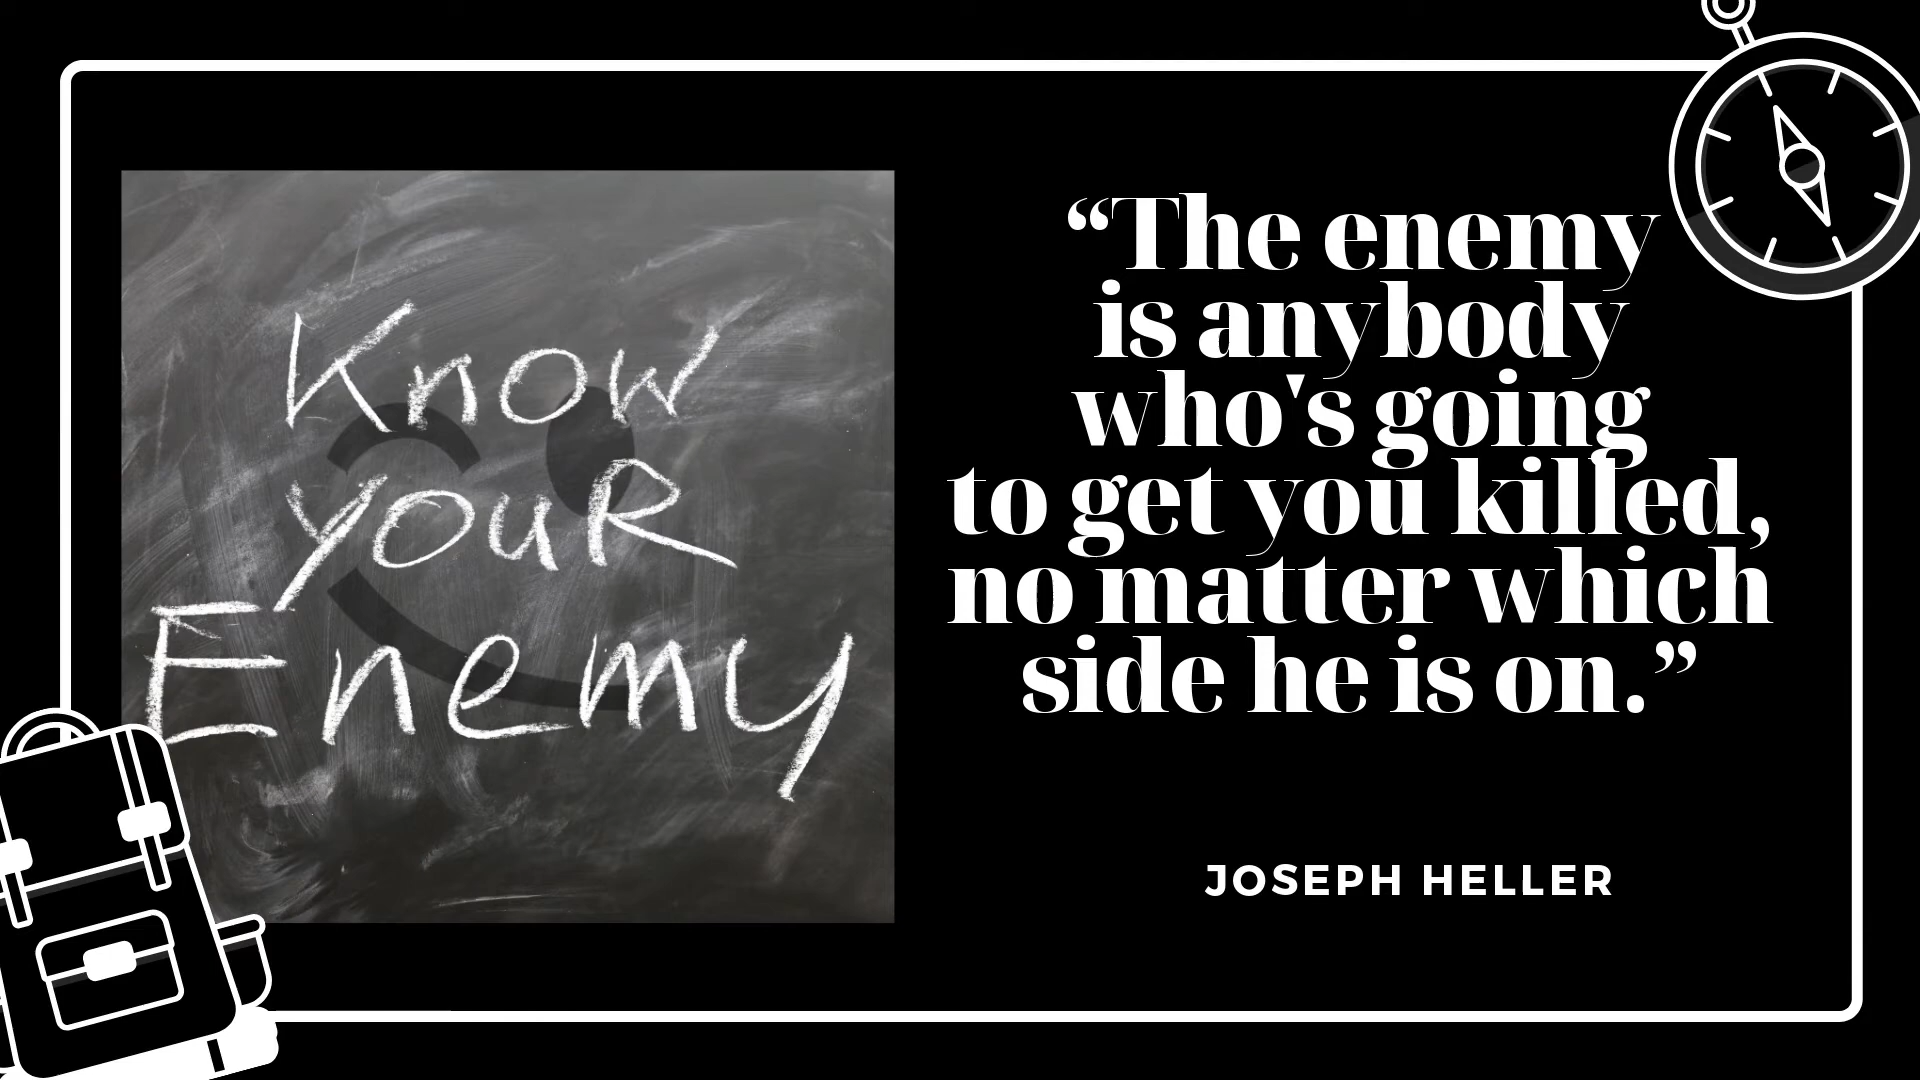 Know
youR
Enemy
“The enemy
is anybody
who's going
to get you killed,
no matter which
side he is on.”
JOSEPH HELLER